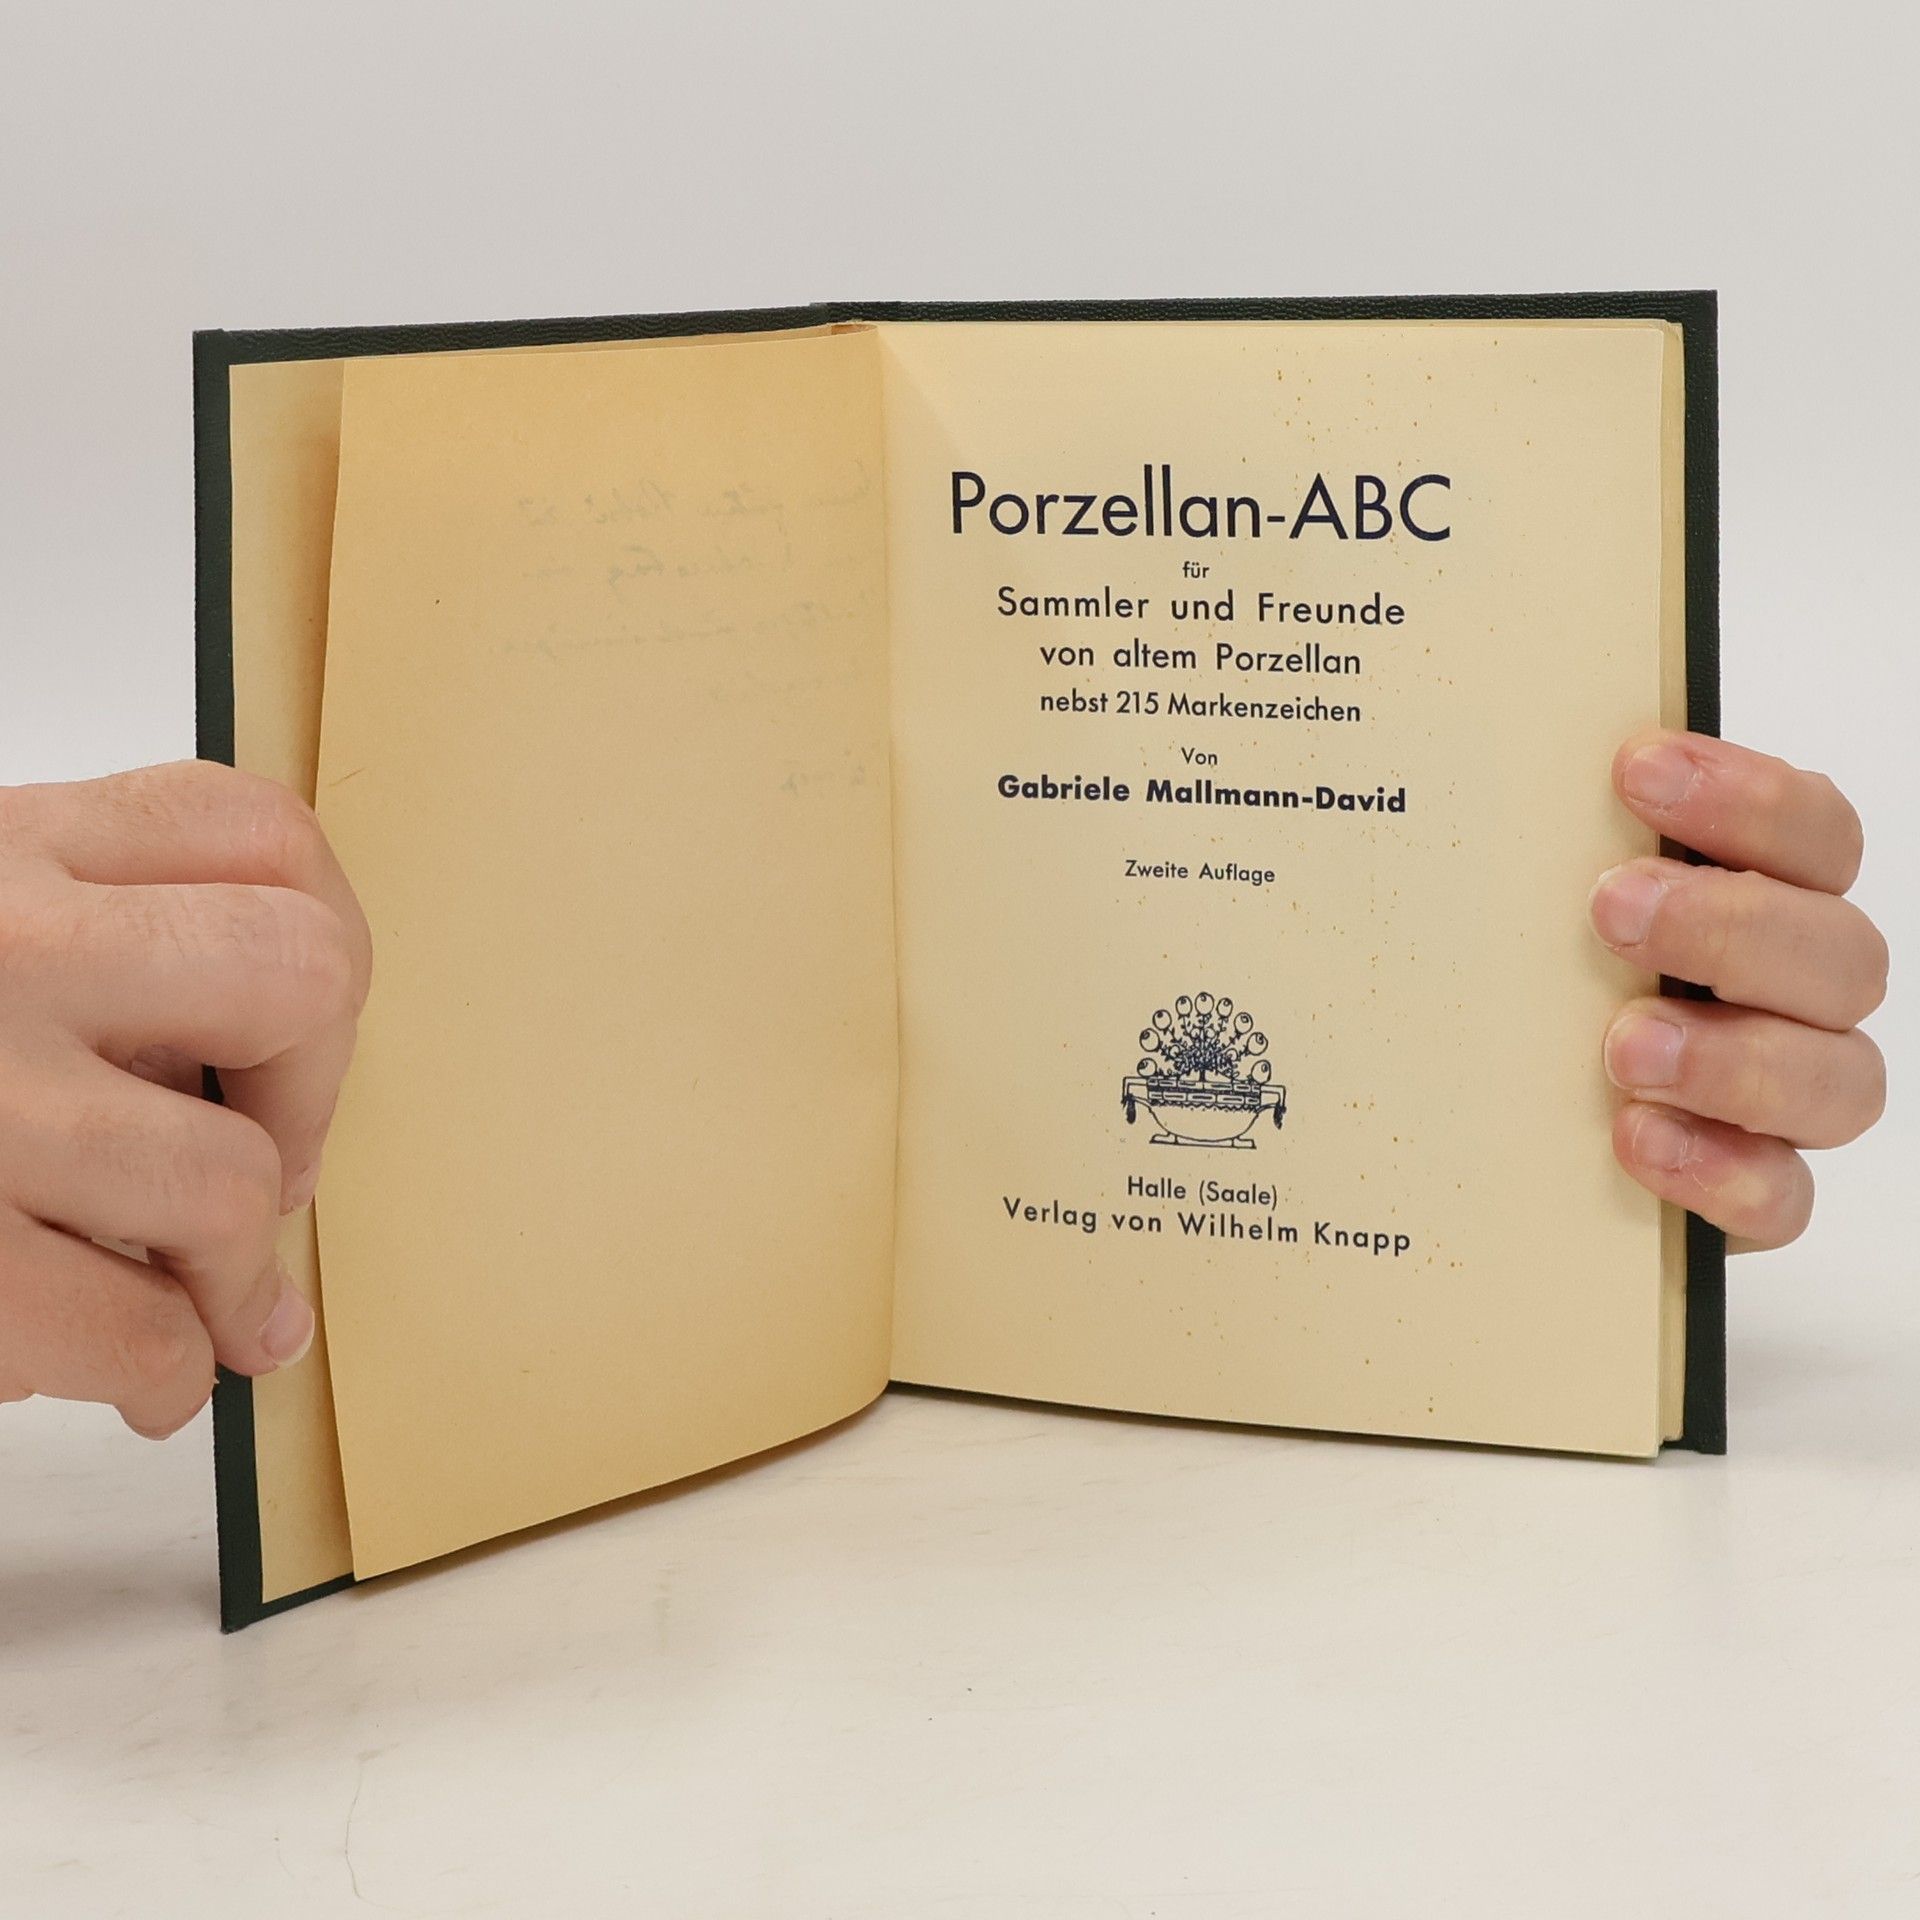 Porzellan-ABC
für
Sammler und Freunde
von altem Porzellan
nebst 215 Markenzeichen
Von
Gabriele Mallmann-David
Zweite Auflage
Halle (Saale)
Verlag von Wilhelm Knapp